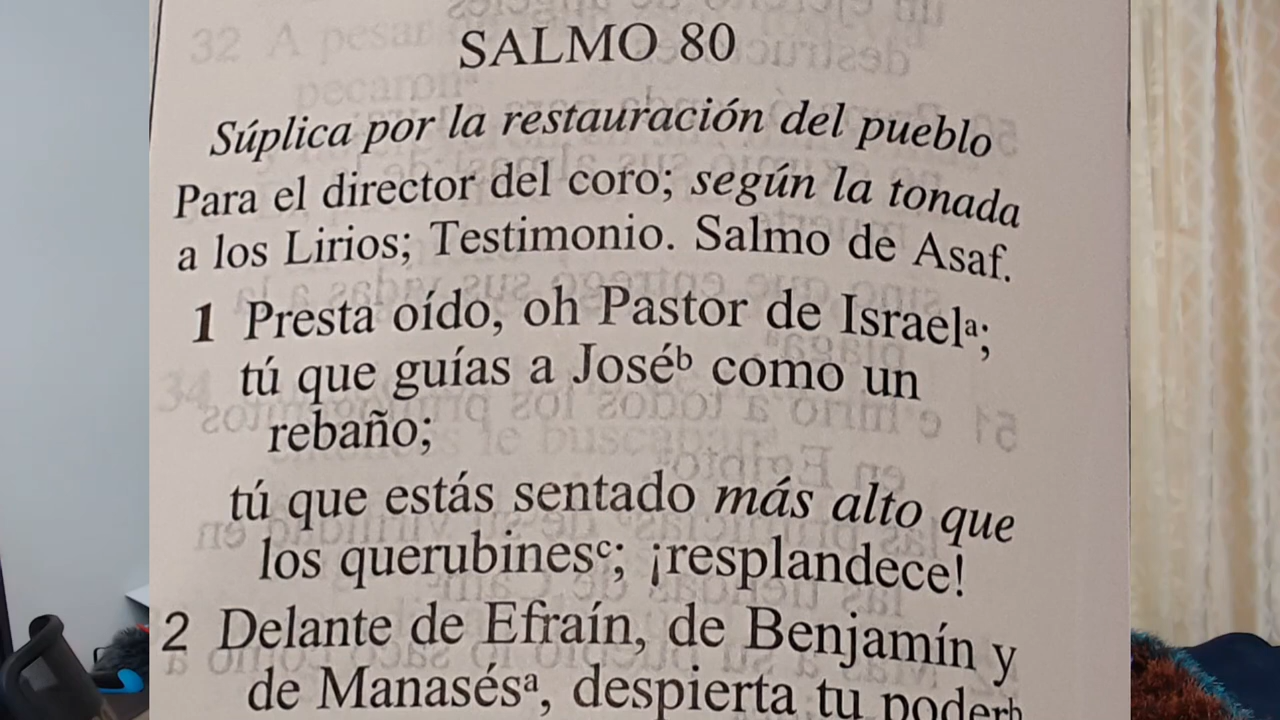 SALMO 80
Súplica por la restauración del pueblo
Para el director del coro; según la tonada
a los Lirios; Testimonio. Salmo de Asaf.
1 Presta oído, oh Pastor de Israelᵃ;
tú que guías a Joséᵇ como un
rebaño;
tú que estás sentado más alto que
los querubinesᶜ; ¡resplandece!
2 Delante de Efraín, de Benjamín y
de Manasésᵃ, despierta tu poderᵇ